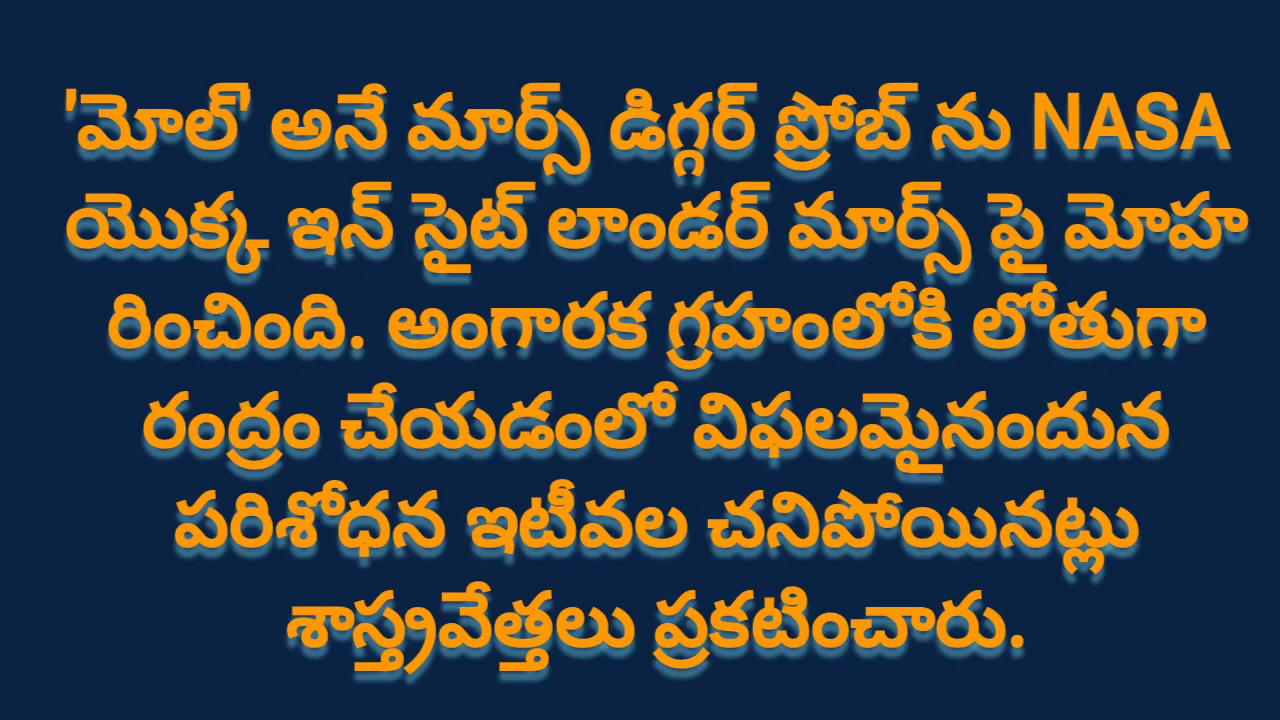 'మోల్' అనే మార్స్ డిగ్గర్ ప్రోబ్ ను NASA
యొక్క ఇన్ సైట్ లాండర్ మార్స్ పై మోహ
రించింది. అంగారక గ్రహంలోకి లోతుగా
రంద్రం చేయడంలో విఫలమైనందున
పరిశోధన ఇటీవల చనిపోయినట్లు
శాస్త్రవేత్తలు ప్రకటించారు.